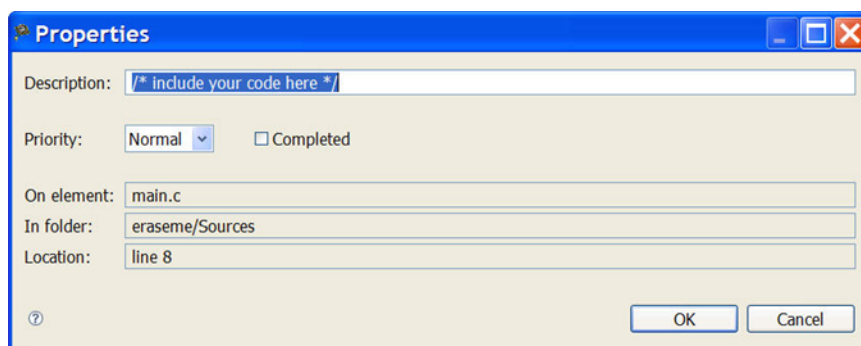 Properties
Description: /* include your code here */
Priority: Normal Completed
On element: main.c
In folder: eraseme/Sources
Location: line 8
? OK Cancel